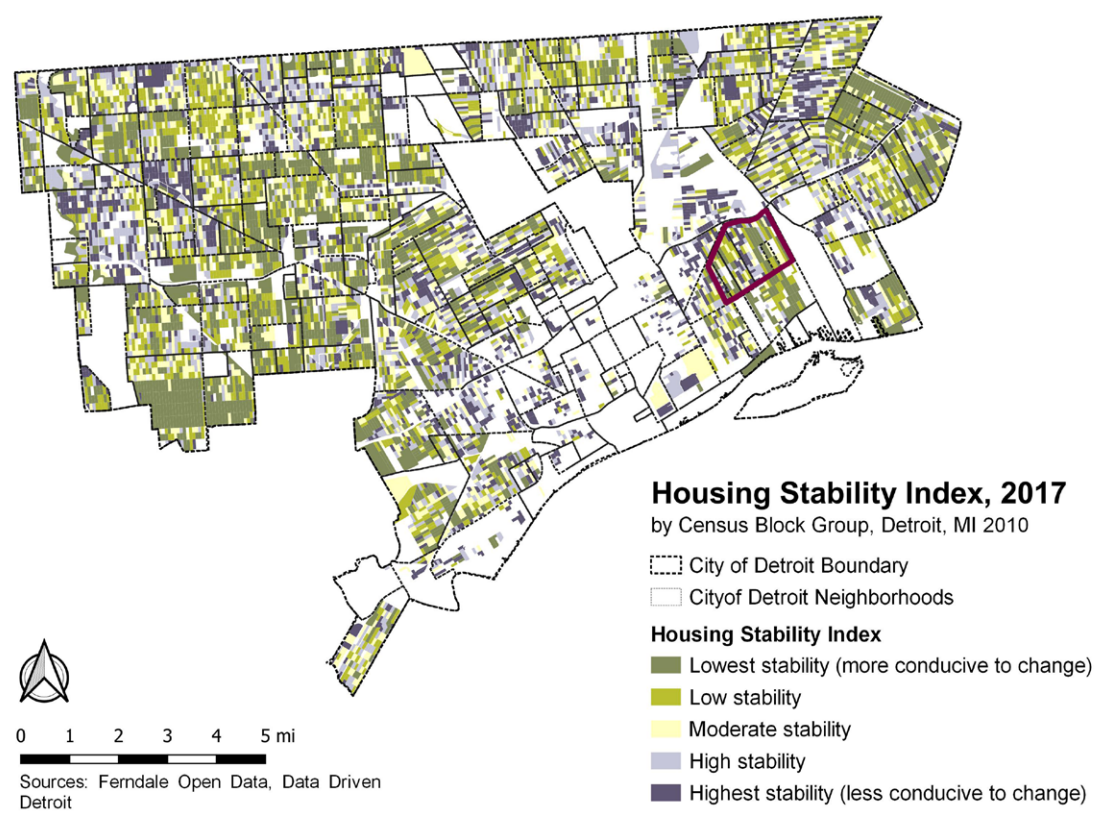 Housing Stability Index, 2017
by Census Block Group, Detroit, MI 2010
City of Detroit Boundary
Cityof Detroit Neighborhoods
Housing Stability Index
Lowest stability (more conducive to change)
Low stability
Moderate stability
High stability
Highest stability (less conducive to change)
0 1 2 3 4 5 mi
Sources: Ferndale Open Data, Data Driven
Detroit